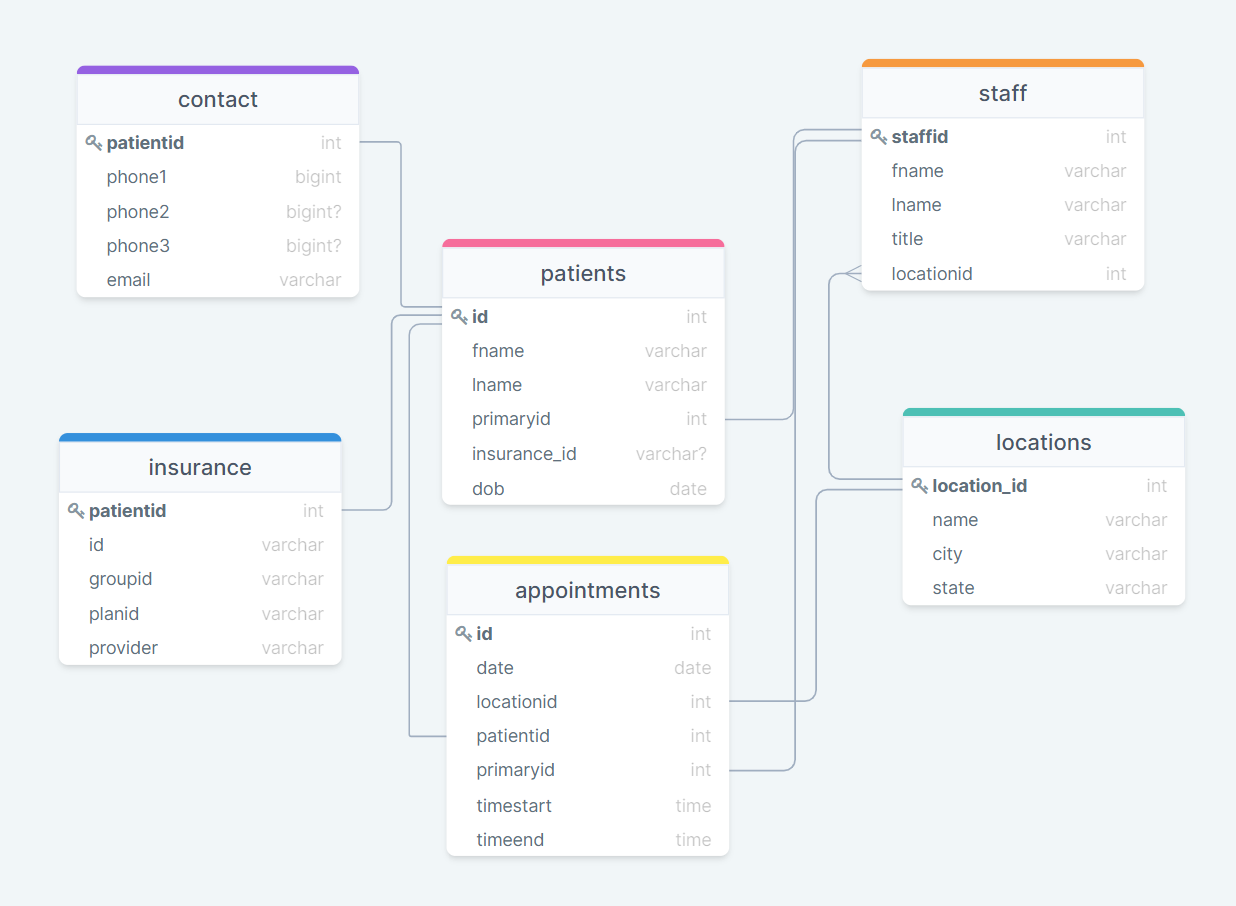 contact
patientid int
phone1 bigint
phone2 bigint?
phone3 bigint?
email varchar
staff
staffid int
fname varchar
lname varchar
title varchar
locationid int
patients
id int
fname varchar
lname varchar
primaryid int
insurance_id varchar?
dob date
insurance
patientid int
id varchar
groupid varchar
planid varchar
provider varchar
locations
location_id int
name varchar
city varchar
state varchar
appointments
id int
date date
locationid int
patientid int
primaryid int
timestart time
timeend time